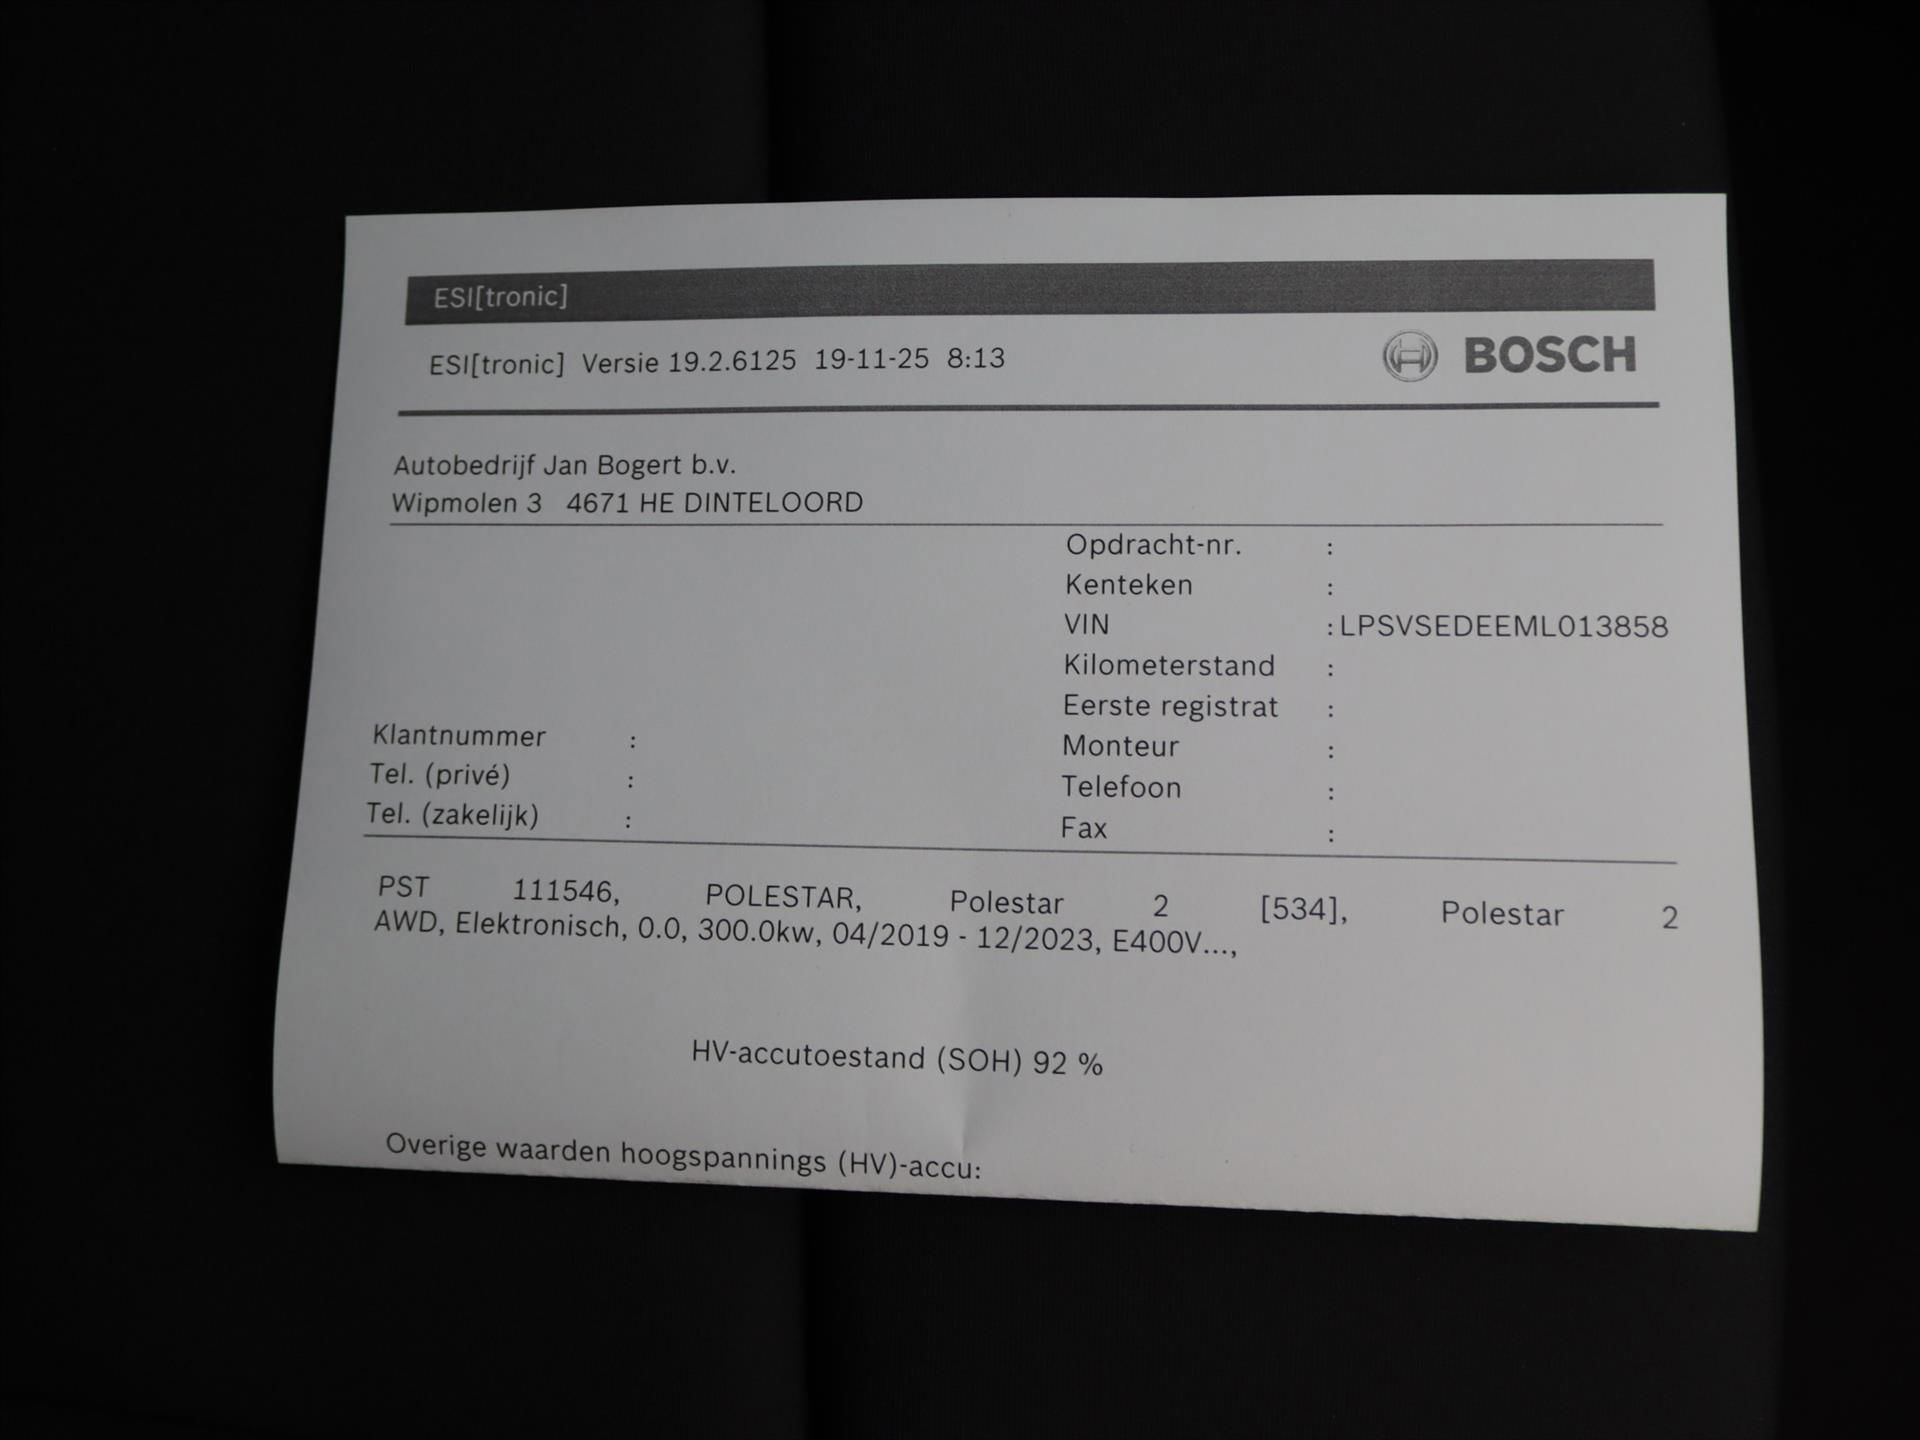 ESI[tronic]
ESI[tronic] Versie 19.2.6125 19-11-25 8:13
BOSCH
Autobedrijf Jan Bogert b.v.
Wipmolen 3 4671 HE DINTELOORD
Opdracht-nr. :
Kenteken :
VIN :LPSVSEDEEML013858
Kilometerstand :
Eerste registrat :
Klantnummer :
Monteur :
Tel. (privé) :
Telefoon :
Tel. (zakelijk) :
Fax :
PST 111546, POLESTAR, Polestar 2 [534], Polestar 2
AWD, Elektronisch, 0.0, 300.0kw, 04/2019 - 12/2023, E400V...,
HV-accutoestand (SOH) 92 %
Overige waarden hoogspannings (HV)-accu: